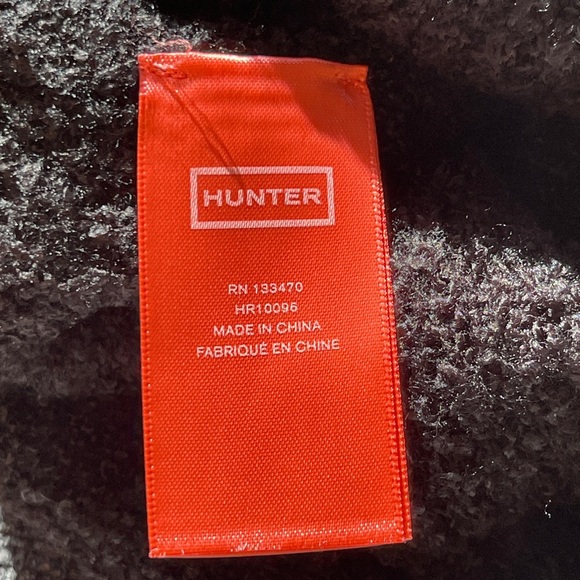 HUNTER
RN 133470
HR10096
MADE IN CHINA
FABRIQUÉ EN CHINE